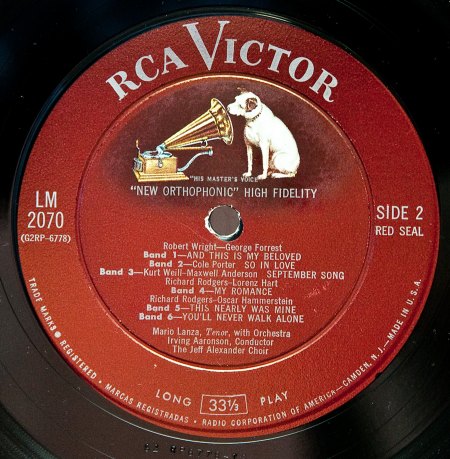 RCA VICTOR
"HIS MASTER'S VOICE"
"NEW ORTHOPHONIC" HIGH FIDELITY
LM
2070
(G2RP-6778)
SIDE 2
RED SEAL
Robert Wright—George Forrest
Band 1—AND THIS IS MY BELOVED
Band 2—Cole Porter SO IN LOVE
Band 3—Kurt Weill-Maxwell Anderson SEPTEMBER SONG
Richard Rodgers-Lorenz Hart
Band 4—MY ROMANCE
Richard Rodgers-Oscar Hammerstein
Band 5—THIS NEARLY WAS MINE
Band 6—YOU'LL NEVER WALK ALONE
Mario Lanza, Tenor, with Orchestra
Irving Aaronson, Conductor
The Jeff Alexander Choir
LONG 33⅓ PLAY
TRADE MARKS ® REGISTERED • MARCAS REGISTRADAS • RADIO CORPORATION OF AMERICA—CAMDEN, N.J.—MADE IN U.S.A.